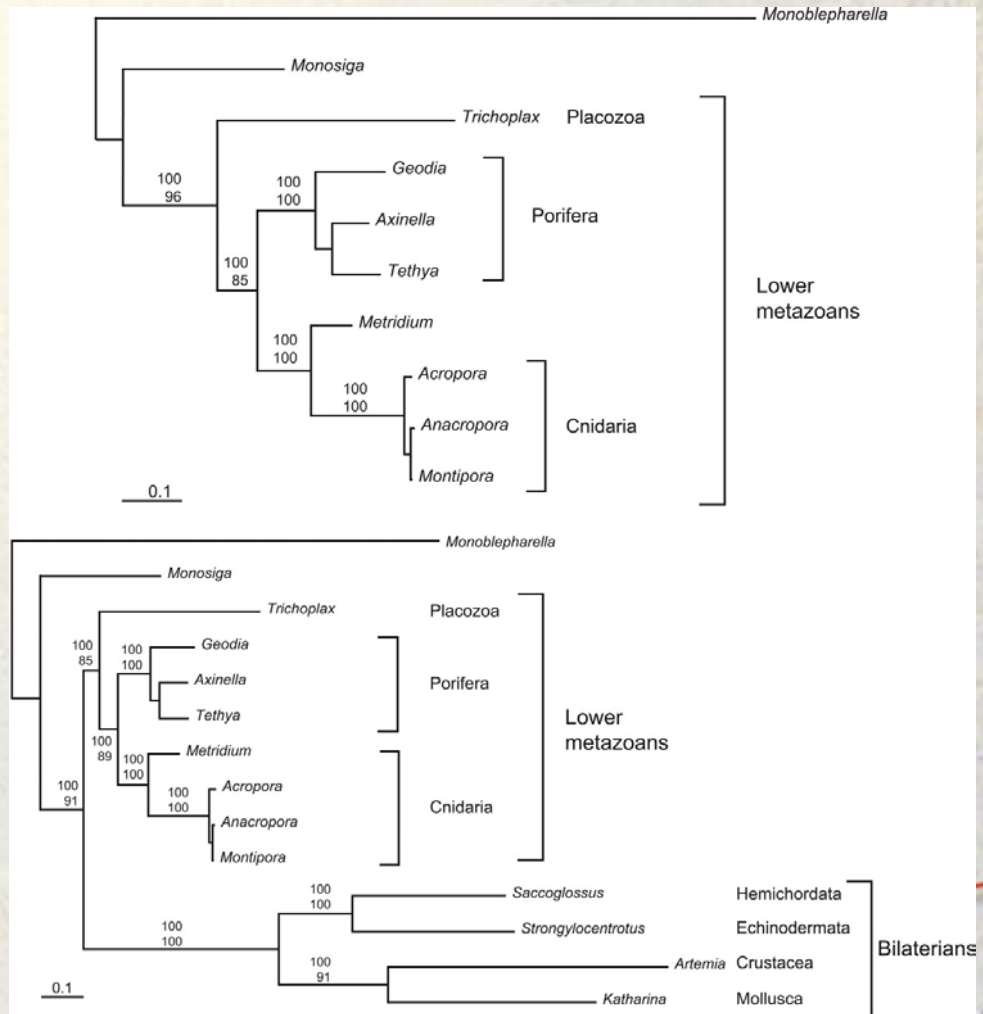 Monoblepharella
Monosiga
Trichoplax Placozoa
100
96
Geodia
100
100
Axinella
Porifera
Tethya
100
85
Lower
metazoans
Metridium
100
100
Acropora
100
100
Anacropora
Cnidaria
Montipora
0.1
Monoblepharella
Monosiga
Trichoplax Placozoa
100
85
Geodia
100
100
Axinella
Porifera
Tethya
Lower
metazoans
100
89
Metridium
100
100
Acropora
100
100
Anacropora
Cnidaria
Montipora
100
91
Saccoglossus Hemichordata
100
100
Strongylocentrotus Echinodermata
100
100
Bilaterians
Artemia Crustacea
100
91
Katharina Mollusca
0.1